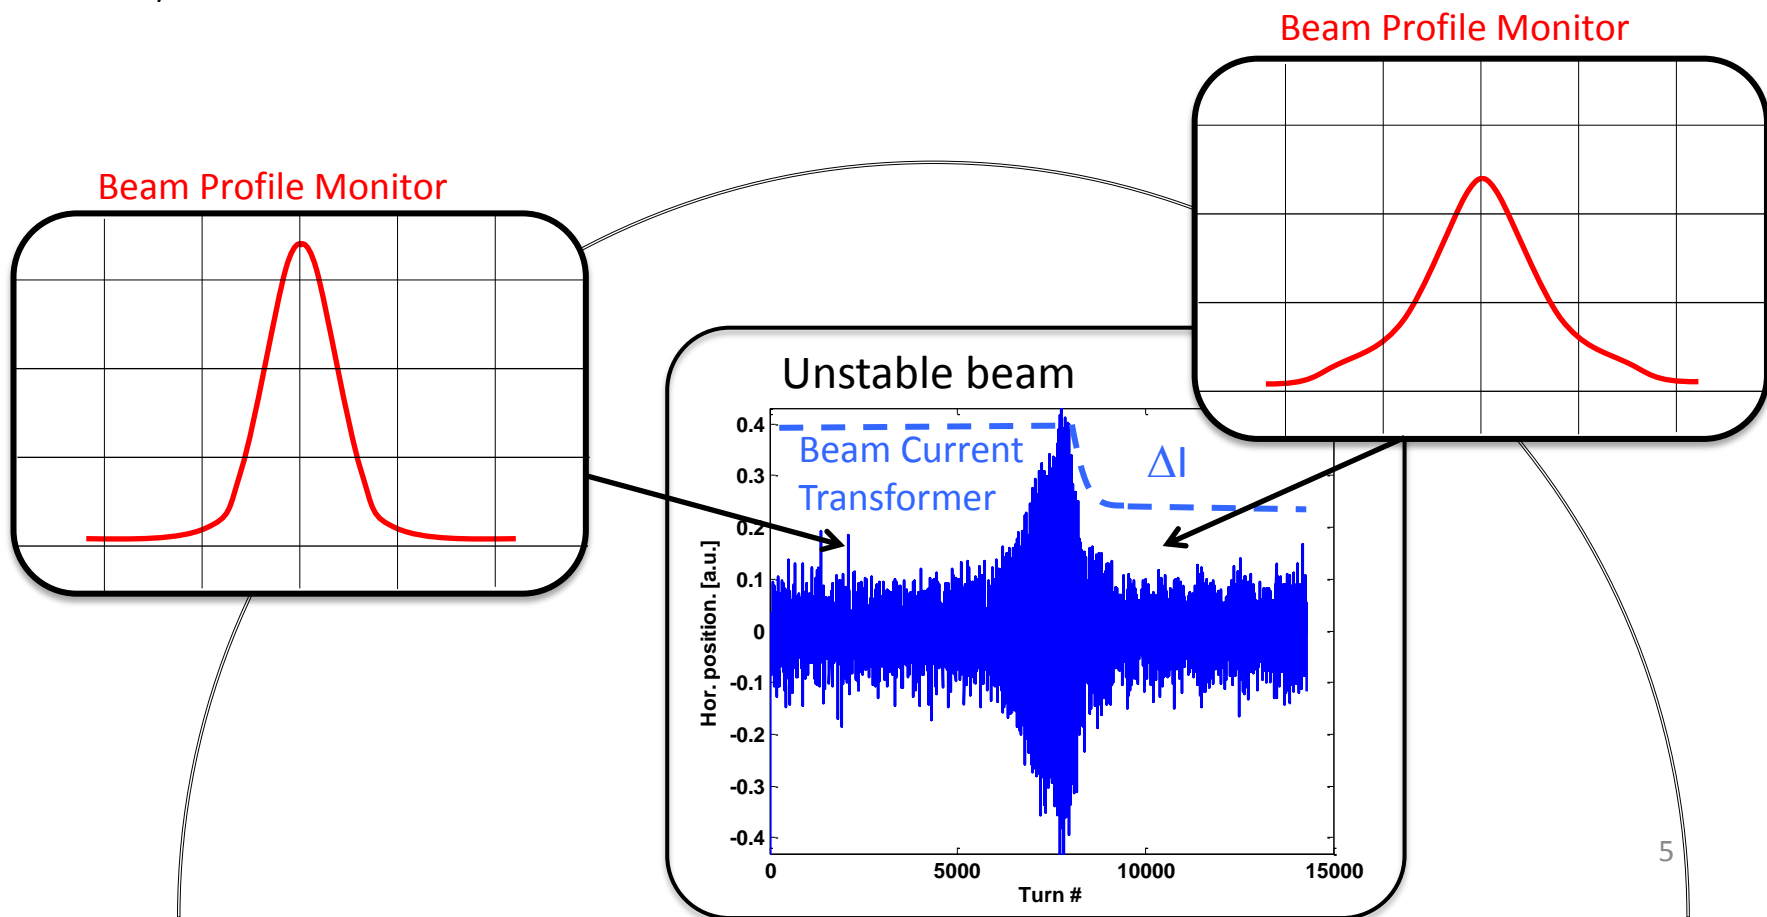 Beam Profile Monitor
Beam Profile Monitor
Unstable beam
Beam Current
Transformer
ΔI
Hor. position. [a.u.]
0.4
0.3
0.2
0.1
0
-0.1
-0.2
-0.3
-0.4
0
5000
10000
15000
Turn #
5